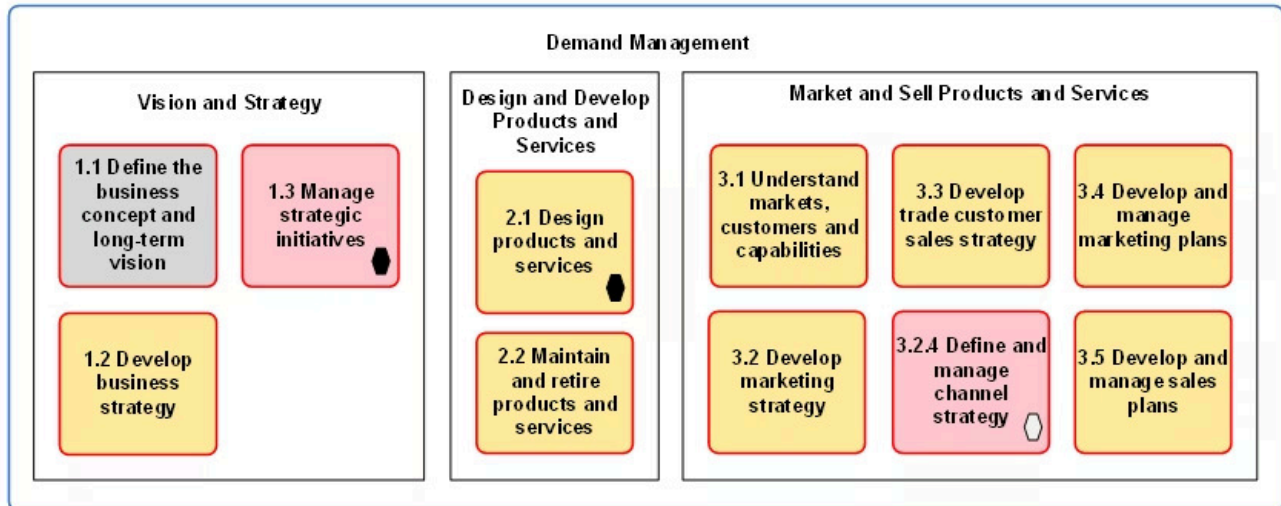 Demand Management
Vision and Strategy
1.1 Define the
business
concept and
long-term
vision
1.3 Manage
strategic
initiatives
1.2 Develop
business
strategy
Design and Develop
Products and
Services
2.1 Design
products and
services
2.2 Maintain
and retire
products and
services
Market and Sell Products and Services
3.1 Understand
markets,
customers and
capabilities
3.3 Develop
trade customer
sales strategy
3.4 Develop and
manage
marketing plans
3.2 Develop
marketing
strategy
3.2.4 Define and
manage
channel
strategy
3.5 Develop and
manage sales
plans